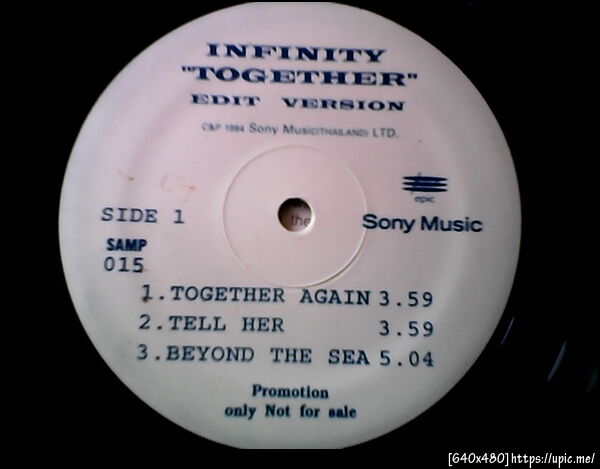 INFINITY
"TOGETHER"
EDIT VERSION
C&P 1994 Sony Music(THAILAND) LTD.
epic
Sony Music
SIDE 1
SAMP
015
the
1. TOGETHER AGAIN 3.59
2. TELL HER 3.59
3. BEYOND THE SEA 5.04
Promotion
only Not for sale
[640x480]https://upic.me/